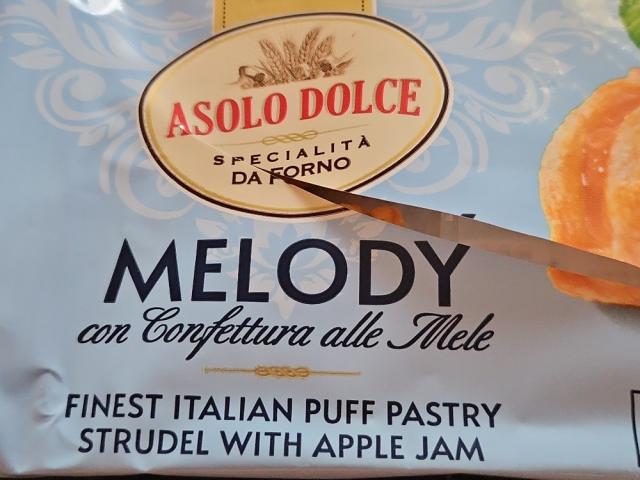 ASOLO DOLCE
SPECIALITÀ
DA FORNO
MELODY
con Confettura alle Mele
FINEST ITALIAN PUFF PASTRY
STRUDEL WITH APPLE JAM